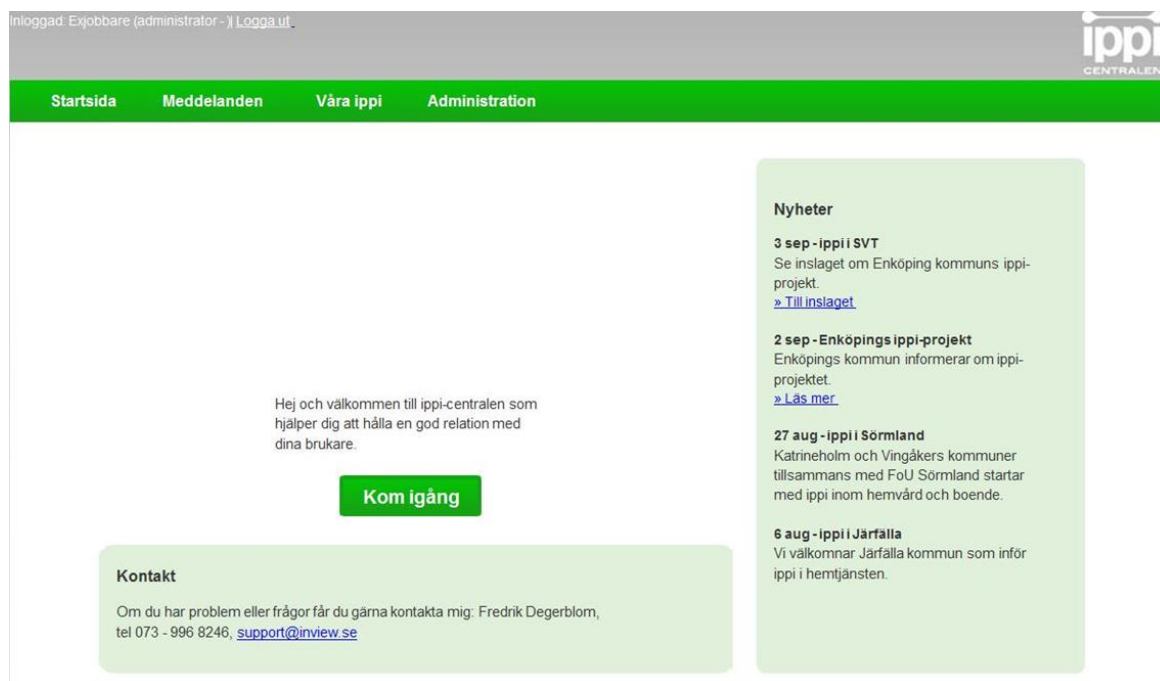 Inloggad: Exjobbare (administrator - )| Logga ut
ippi
CENTRALEN
Startsida Meddelanden Våra ippi Administration
Hej och välkommen till ippi-centralen som
hjälper dig att hålla en god relation med
dina brukare.
Kom igång
Kontakt
Om du har problem eller frågor får du gärna kontakta mig: Fredrik Degerblom,
tel 073 - 996 8246, support@inview.se
Nyheter
3 sep - ippi i SVT
Se inslaget om Enköping kommuns ippi-
projekt.
» Till inslaget
2 sep - Enköpings ippi-projekt
Enköpings kommun informerar om ippi-
projektet.
» Läs mer
27 aug - ippi i Sörmland
Katrineholm och Vingåkers kommuner
tillsammans med FoU Sörmland startar
med ippi inom hemvård och boende.
6 aug - ippi i Järfälla
Vi välkomnar Järfälla kommun som inför
ippi i hemtjänsten.